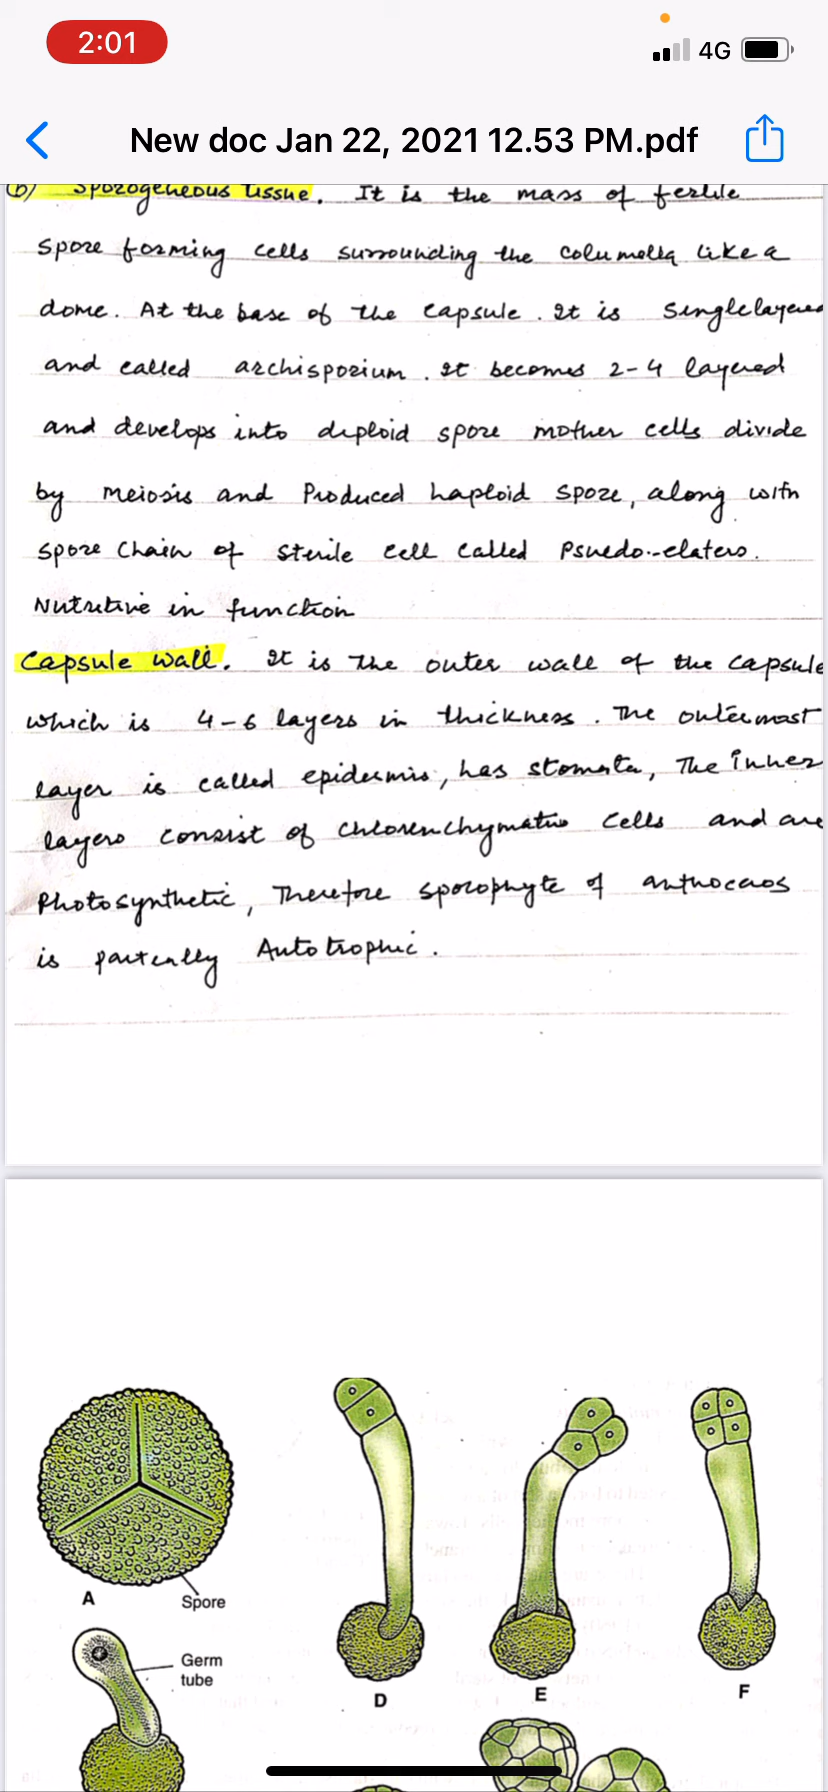 2:01
4G
New doc Jan 22, 2021 12.53 PM.pdf
(b) Sporogeneous tissue. It is the mass of fertile
spore forming cells surrounding the columella like a
dome. At the base of the capsule. It is singlelayered
and called archisporium. It becomes 2-4 layered
and develops into diploid spore mother cells divide
by meiosis and Produced haploid spore, along with
spore chain of sterile cell called Psuedo-elaters.
Nutritive in function
Capsule wall. It is the outer wall of the capsule
which is 4-6 layers in thickness. The outermost
layer is called epidermis, has stomata, The inner
layers consist of chlorenchymatus cells and are
Photosynthetic, Therefore sporophyte of anthoceros
is partially Autotrophic.
A
Spore
Germ
tube
D
E
F